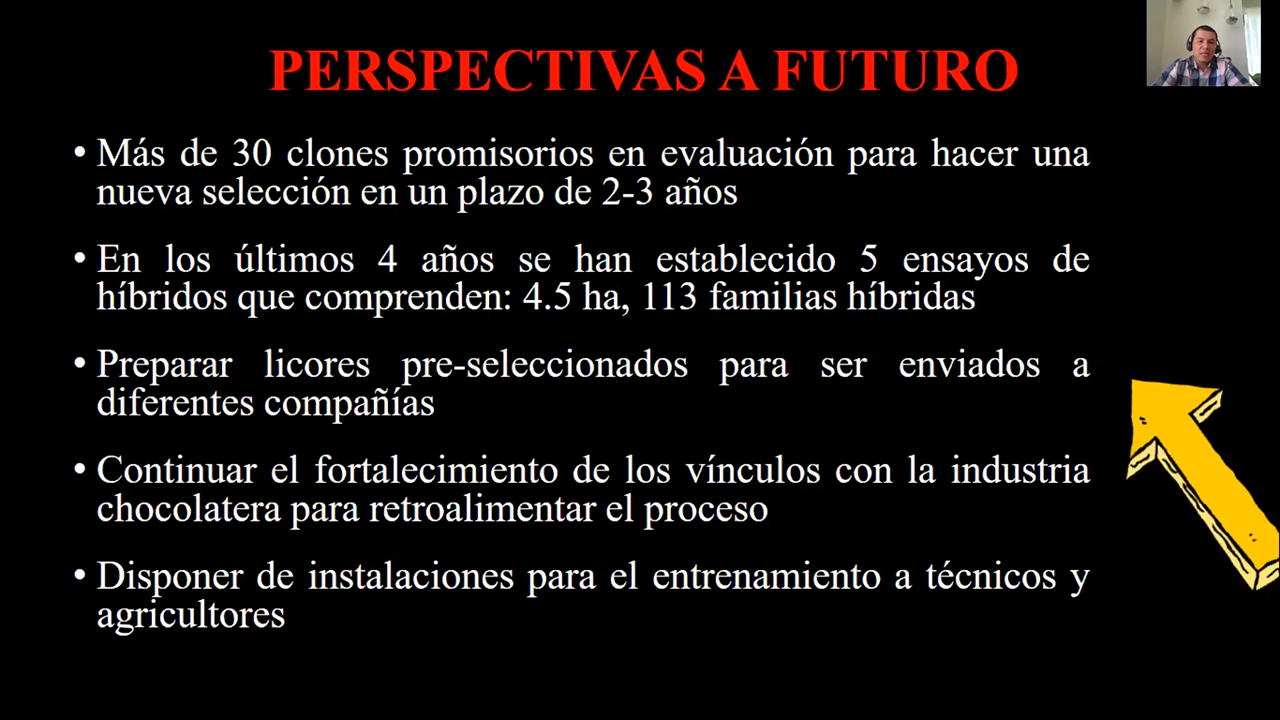 PERSPECTIVAS A FUTURO
• Más de 30 clones promisorios en evaluación para hacer una
nueva selección en un plazo de 2-3 años
• En los últimos 4 años se han establecido 5 ensayos de
híbridos que comprenden: 4.5 ha, 113 familias híbridas
• Preparar licores pre-seleccionados para ser enviados a
diferentes compañías
• Continuar el fortalecimiento de los vínculos con la industria
chocolatera para retroalimentar el proceso
• Disponer de instalaciones para el entrenamiento a técnicos y
agricultores